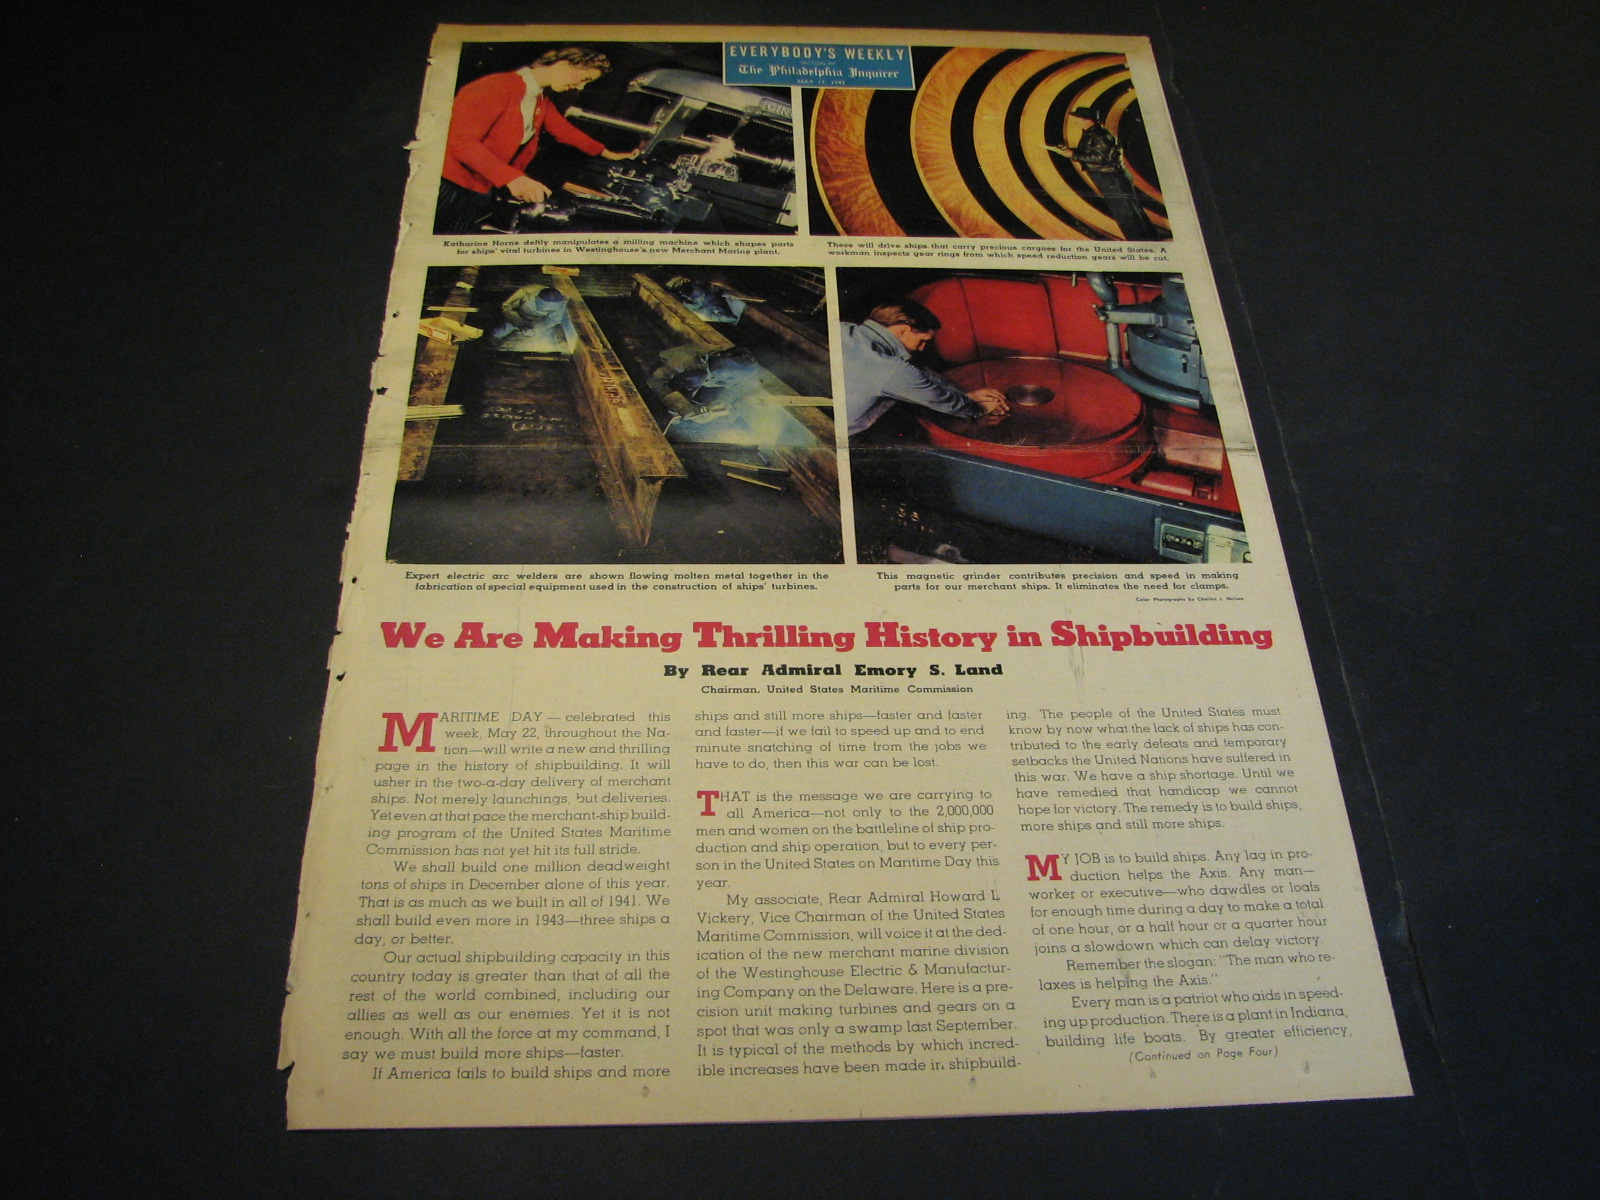 EVERYBODY'S WEEKLY
SECTION OF
The Philadelphia Inquirer
MAY 17, 1942
Katharine Horne deftly manipulates a milling machine which shapes parts
for ships' vital turbines in Westinghouse's new Merchant Marine plant.
These will drive ships that carry precious cargoes for the United States. A
workman inspects gear rings from which speed reduction gears will be cut.
Expert electric arc welders are shown flowing molten metal together in the
fabrication of special equipment used in the construction of ships' turbines.
This magnetic grinder contributes precision and speed in making
parts for our merchant ships. It eliminates the need for clamps.
Color Photographs by Charles J. Nelson
We Are Making Thrilling History in Shipbuilding
By Rear Admiral Emory S. Land
Chairman, United States Maritime Commission
MARITIME DAY — celebrated this
week, May 22, throughout the Na-
tion—will write a new and thrilling
page in the history of shipbuilding. It will
usher in the two-a-day delivery of merchant
ships. Not merely launchings, but deliveries.
Yet even at that pace the merchant-ship build-
ing program of the United States Maritime
Commission has not yet hit its full stride.
We shall build one million deadweight
tons of ships in December alone of this year.
That is as much as we built in all of 1941. We
shall build even more in 1943—three ships a
day, or better.
Our actual shipbuilding capacity in this
country today is greater than that of all the
rest of the world combined, including our
allies as well as our enemies. Yet it is not
enough. With all the force at my command, I
say we must build more ships—faster.
If America fails to build ships and more
ships and still more ships—faster and faster
and faster—if we fail to speed up and to end
minute snatching of time from the jobs we
have to do, then this war can be lost.
THAT is the message we are carrying to
all America—not only to the 2,000,000
men and women on the battleline of ship pro-
duction and ship operation, but to every per-
son in the United States on Maritime Day this
year.
My associate, Rear Admiral Howard L
Vickery, Vice Chairman of the United States
Maritime Commission, will voice it at the ded-
ication of the new merchant marine division
of the Westinghouse Electric & Manufactur-
ing Company on the Delaware. Here is a pre-
cision unit making turbines and gears on a
spot that was only a swamp last September.
It is typical of the methods by which incred-
ible increases have been made in shipbuild-
ing. The people of the United States must
know by now what the lack of ships has con-
tributed to the early defeats and temporary
setbacks the United Nations have suffered in
this war. We have a ship shortage. Until we
have remedied that handicap we cannot
hope for victory. The remedy is to build ships,
more ships and still more ships.
MY JOB is to build ships. Any lag in pro-
duction helps the Axis. Any man—
worker or executive—who dawdles or loafs
for enough time during a day to make a total
of one hour, or a half hour or a quarter hour
joins a slowdown which can delay victory.
Remember the slogan: "The man who re-
laxes is helping the Axis."
Every man is a patriot who aids in speed-
ing up production. There is a plant in Indiana,
building life boats. By greater efficiency,
(Continued on Page Four)